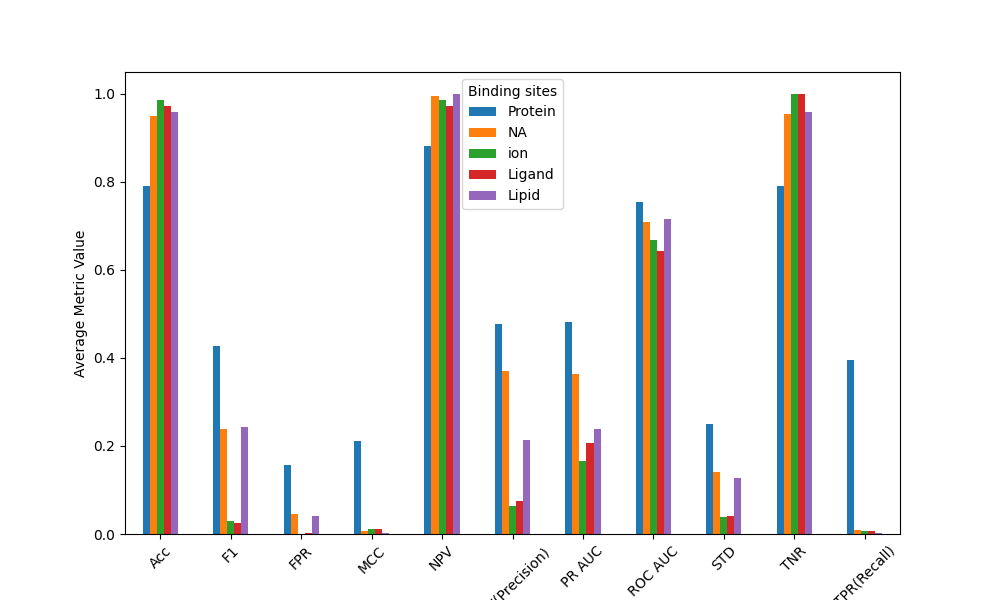 Binding sites
Protein
NA
ion
Ligand
Lipid
Average Metric Value
1.0
0.8
0.6
0.4
0.2
0.0
Acc
F1
FPR
MCC
NPV
(Precision)
PR AUC
ROC AUC
STD
TNR
TPR(Recall)